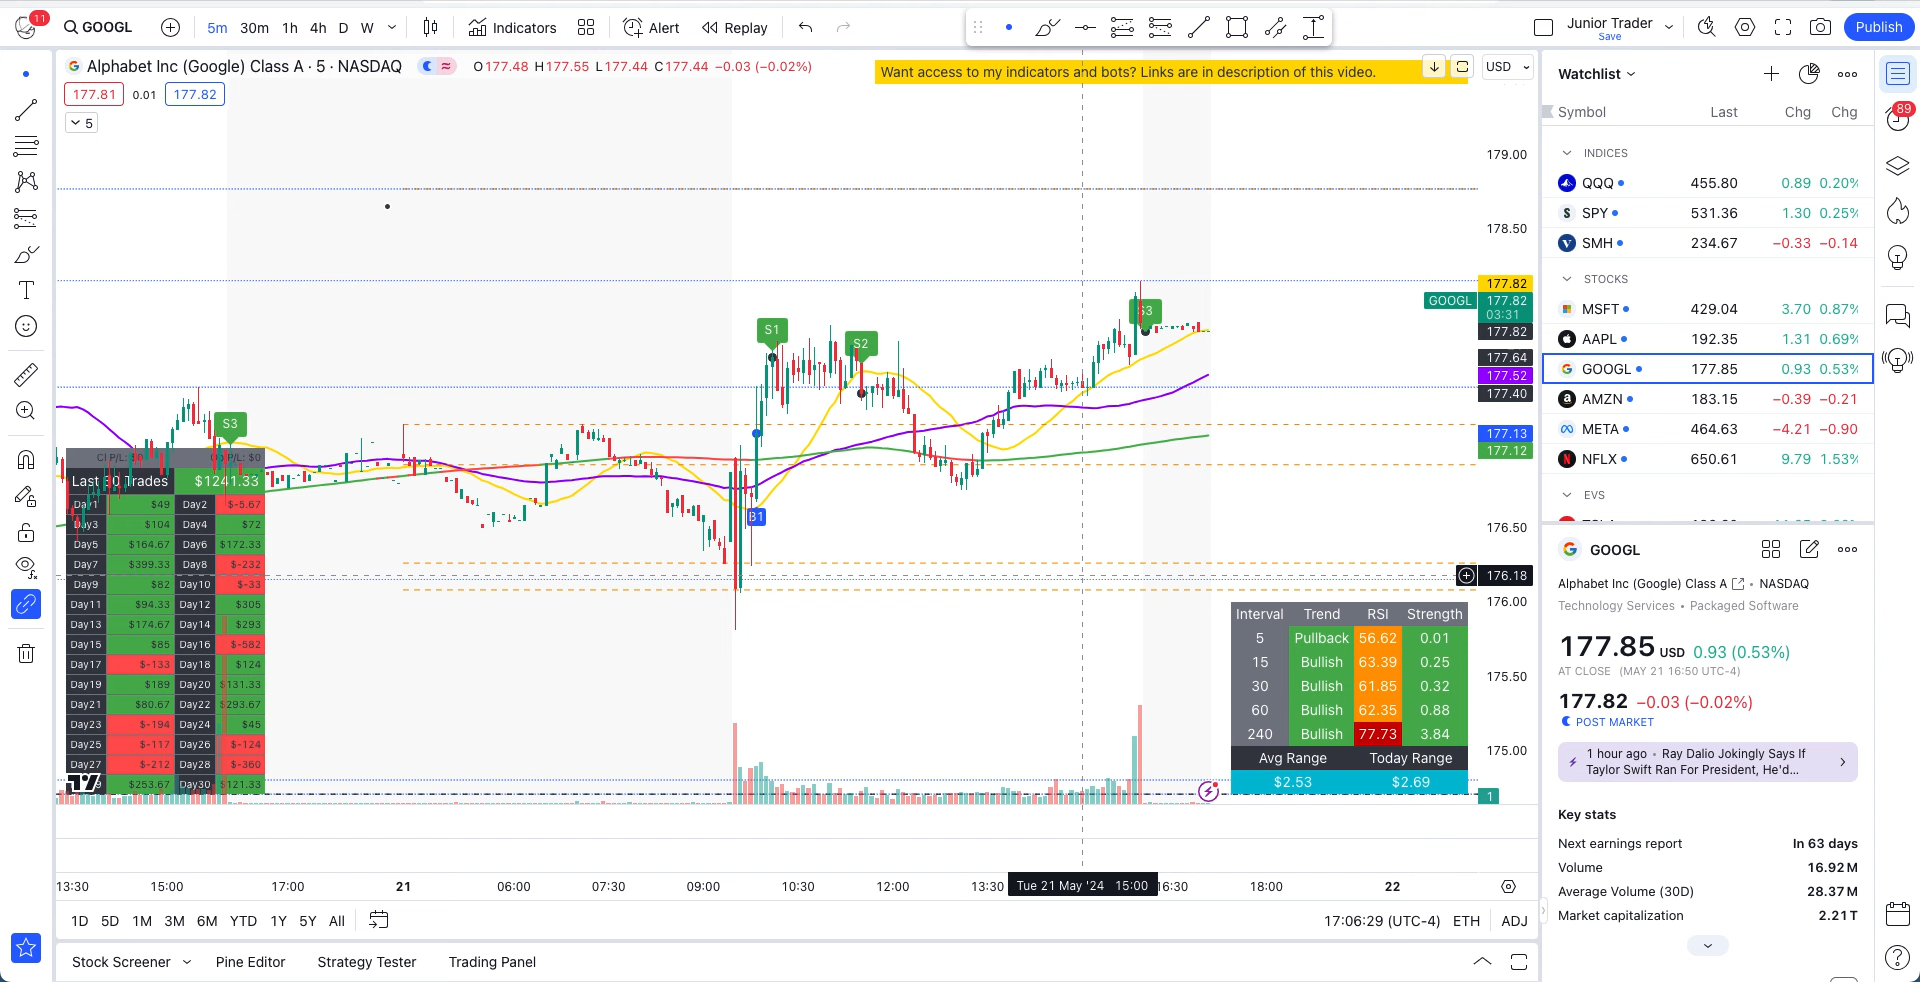 11
GOOGL
5m 30m 1h 4h D W
Indicators
Alert
Replay
Junior Trader
Save
Publish
Alphabet Inc (Google) Class A · 5 · NASDAQ
O177.48 H177.55 L177.44 C177.44 −0.03 (−0.02%)
177.81 0.01 177.82
5
Want access to my indicators and bots? Links are in description of this video.
USD
179.00
178.50
177.82
GOOGL 177.82
03:31
177.82
177.64
177.52
177.40
177.13
177.12
176.50
176.18
176.00
175.50
175.00
1
S3
S1
S2
S3
B1
Last 30 Trades $1241.33
Day1 $49 Day2 $-5.67
Day3 $104 Day4 $72
Day5 $164.67 Day6 $172.33
Day7 $399.33 Day8 $-232
Day9 $82 Day10 $-33
Day11 $94.33 Day12 $305
Day13 $174.67 Day14 $293
Day15 $85 Day16 $-582
Day17 $-133 Day18 $124
Day19 $189 Day20 $131.33
Day21 $80.67 Day22 $293.67
Day23 $-194 Day24 $45
Day25 $-117 Day26 $-124
Day27 $-212 Day28 $-360
9 $253.67 Day30 $121.33
Interval Trend RSI Strength
5 Pullback 56.62 0.01
15 Bullish 63.39 0.25
30 Bullish 61.85 0.32
60 Bullish 62.35 0.88
240 Bullish 77.73 3.84
Avg Range Today Range
$2.53 $2.69
13:30 15:00 17:00 21 06:00 07:30 09:00 10:30 12:00 13:30 Tue 21 May '24 15:00 16:30 18:00 22
1D 5D 1M 3M 6M YTD 1Y 5Y All
17:06:29 (UTC-4) ETH ADJ
Stock Screener
Pine Editor
Strategy Tester
Trading Panel
Watchlist
Symbol Last Chg Chg
INDICES
QQQ 455.80 0.89 0.20%
SPY 531.36 1.30 0.25%
SMH 234.67 −0.33 −0.14
STOCKS
MSFT 429.04 3.70 0.87%
AAPL 192.35 1.31 0.69%
GOOGL 177.85 0.93 0.53%
AMZN 183.15 −0.39 −0.21
META 464.63 −4.21 −0.90
NFLX 650.61 9.79 1.53%
EVS
GOOGL
Alphabet Inc (Google) Class A • NASDAQ
Technology Services • Packaged Software
177.85 USD 0.93 (0.53%)
AT CLOSE (MAY 21 16:50 UTC-4)
177.82 −0.03 (−0.02%)
POST MARKET
1 hour ago • Ray Dalio Jokingly Says If
Taylor Swift Ran For President, He'd...
Key stats
Next earnings report In 63 days
Volume 16.92M
Average Volume (30D) 28.37M
Market capitalization 2.21T
89